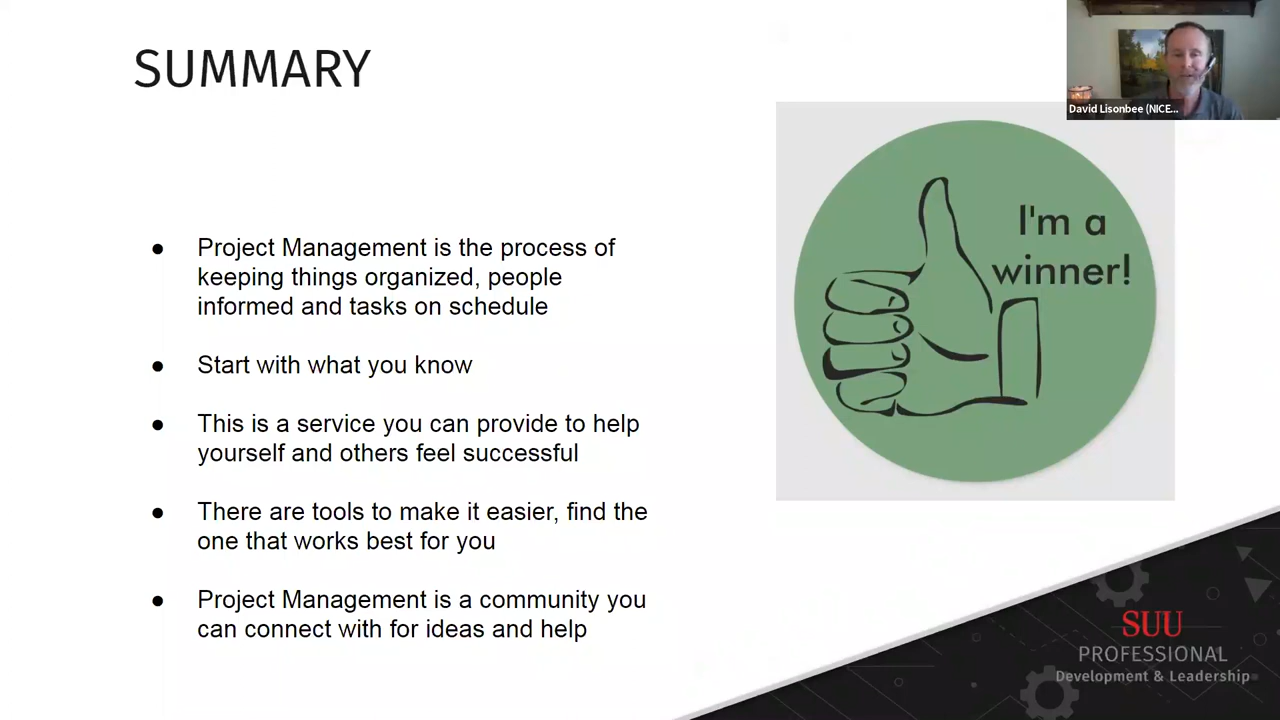 SUMMARY
David Lisonbee (NICE...
I'm a
winner!
● Project Management is the process of
keeping things organized, people
informed and tasks on schedule
● Start with what you know
● This is a service you can provide to help
yourself and others feel successful
● There are tools to make it easier, find the
one that works best for you
● Project Management is a community you
can connect with for ideas and help
SUU
PROFESSIONAL
Development & Leadership